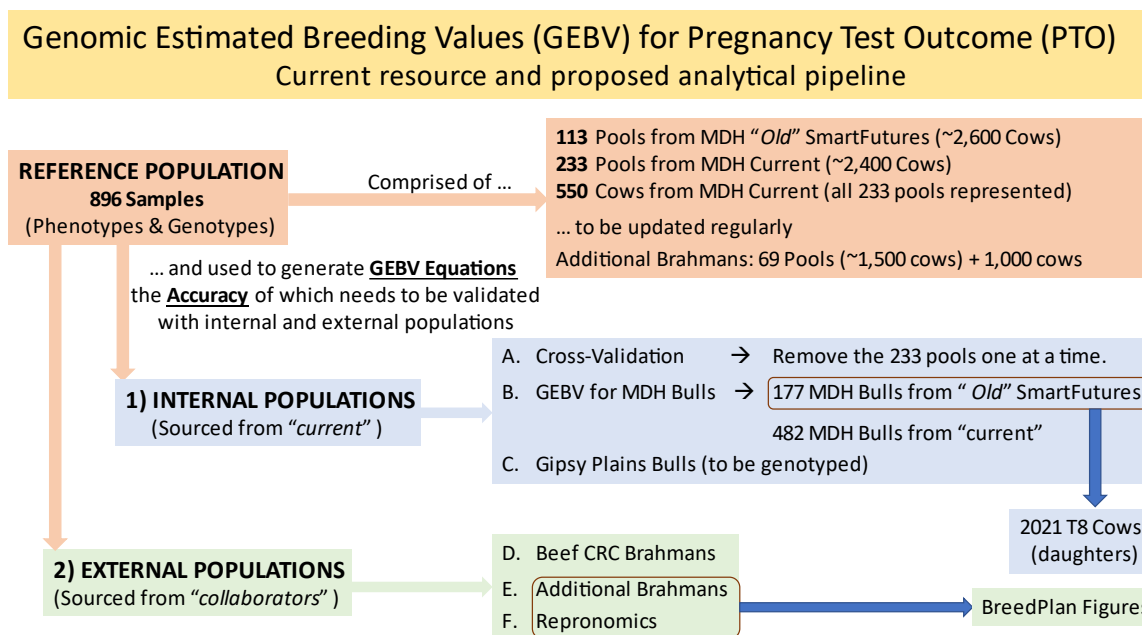 Genomic Estimated Breeding Values (GEBV) for Pregnancy Test Outcome (PTO)
Current resource and proposed analytical pipeline
REFERENCE POPULATION
896 Samples
(Phenotypes & Genotypes)
Comprised of ...
113 Pools from MDH “Old” SmartFutures (~2,600 Cows)
233 Pools from MDH Current (~2,400 Cows)
550 Cows from MDH Current (all 233 pools represented)
... to be updated regularly
Additional Brahmans: 69 Pools (~1,500 cows) + 1,000 cows
... and used to generate GEBV Equations
the Accuracy of which needs to be validated
with internal and external populations
1) INTERNAL POPULATIONS
(Sourced from “current” )
A. Cross-Validation → Remove the 233 pools one at a time.
B. GEBV for MDH Bulls → 177 MDH Bulls from “ Old” SmartFutures
482 MDH Bulls from “current”
C. Gipsy Plains Bulls (to be genotyped)
2021 T8 Cows
(daughters)
2) EXTERNAL POPULATIONS
(Sourced from “collaborators” )
D. Beef CRC Brahmans
E. Additional Brahmans
F. Repronomics
BreedPlan Figures